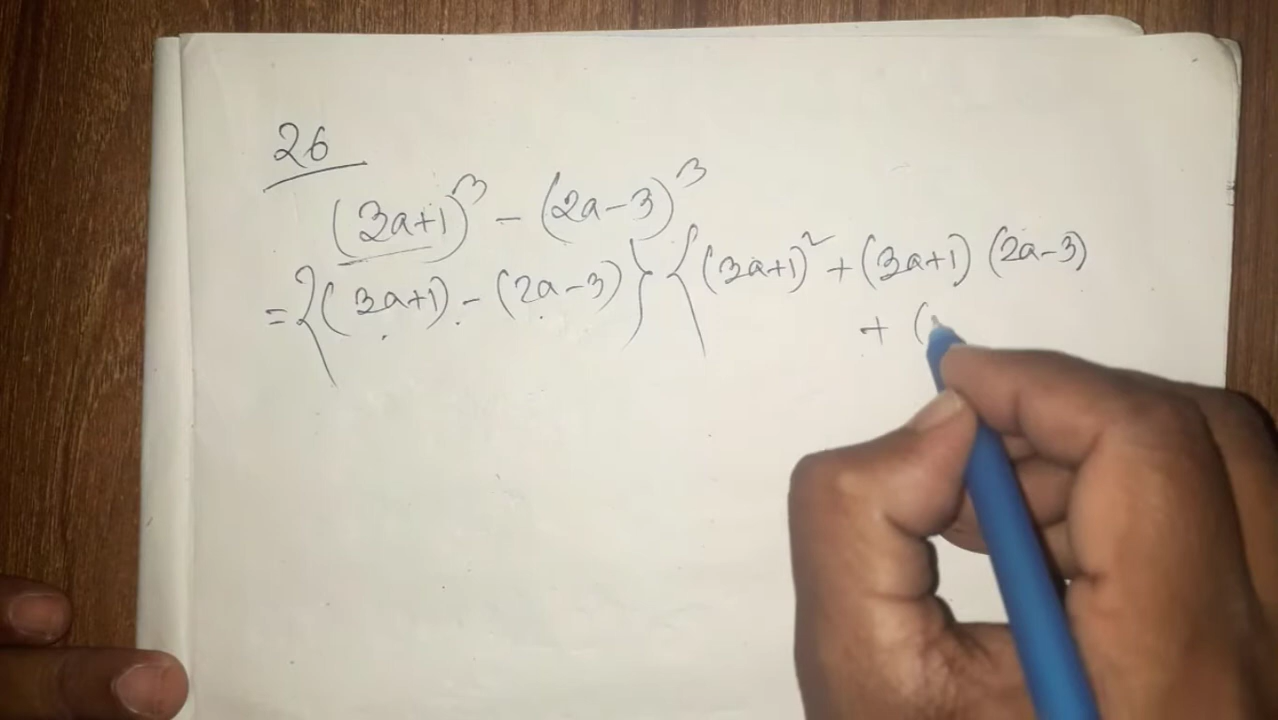 26
(3a+1)³ - (2a-3)³
= {(3a+1) - (2a-3)} {(3a+1)² + (3a+1) (2a-3)
+ (